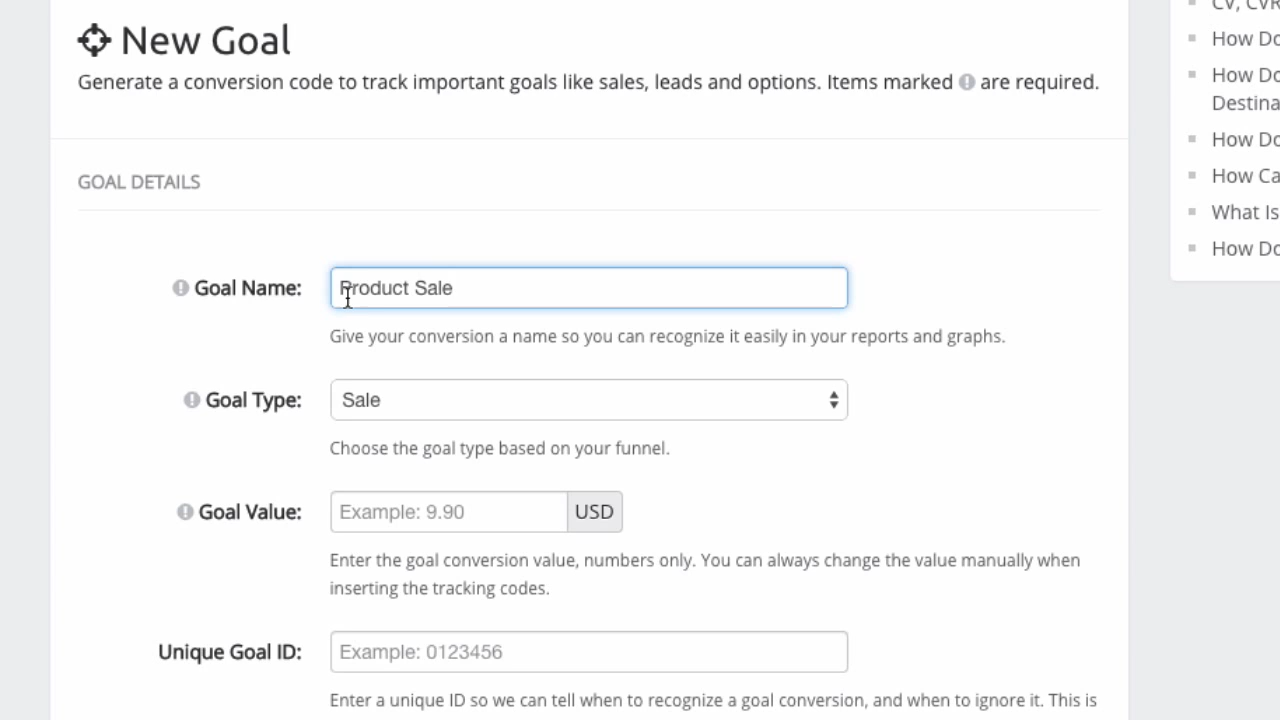 New Goal
Generate a conversion code to track important goals like sales, leads and options. Items marked are required.
GOAL DETAILS
Goal Name:
Product Sale
Give your conversion a name so you can recognize it easily in your reports and graphs.
Goal Type:
Sale
Choose the goal type based on your funnel.
Goal Value:
Example: 9.90
USD
Enter the goal conversion value, numbers only. You can always change the value manually when
inserting the tracking codes.
Unique Goal ID:
Example: 0123456
Enter a unique ID so we can tell when to recognize a goal conversion, and when to ignore it. This is
How Do
How Do
How Ca
What Is
How Do